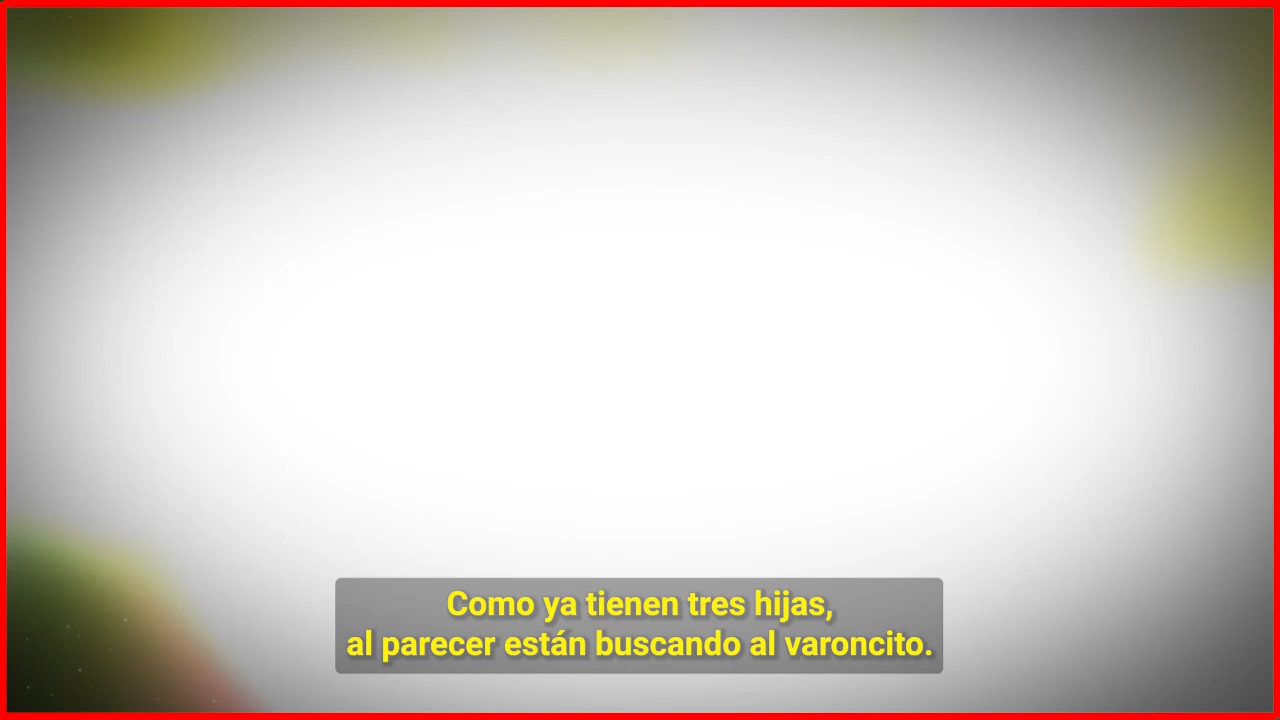 Como ya tienen tres hijas,
al parecer están buscando al varoncito.